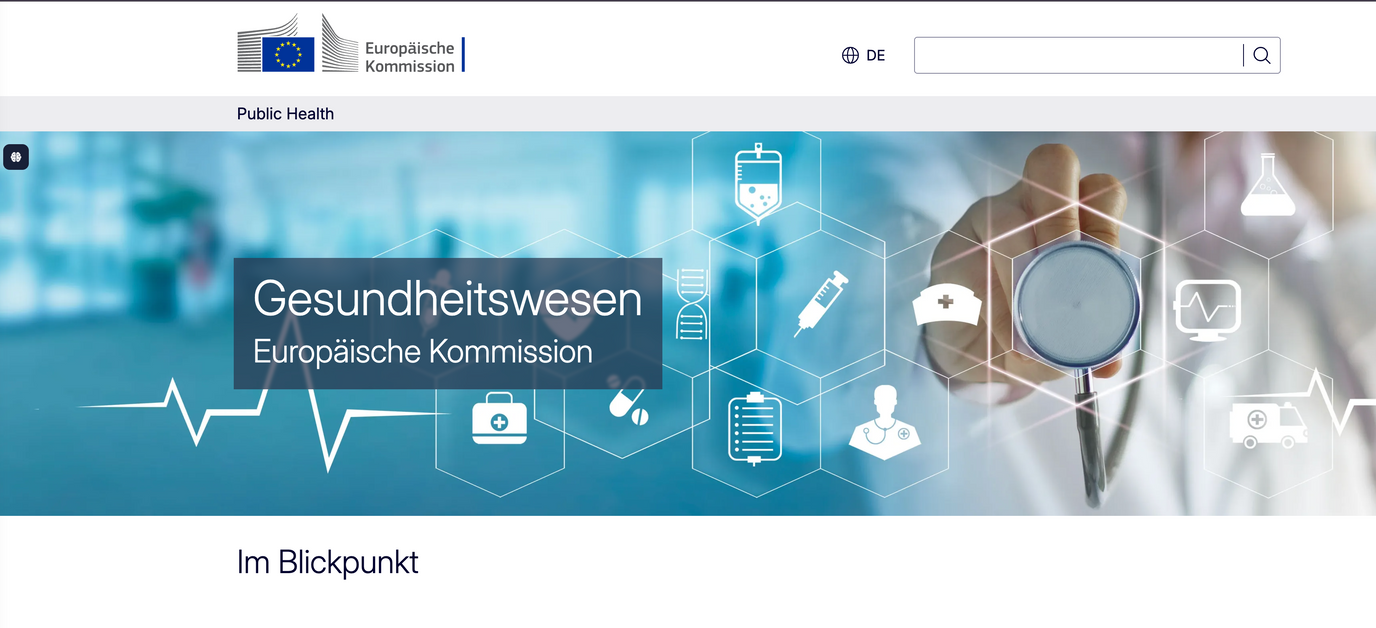 Europäische
Kommission
DE
Public Health
Gesundheitswesen
Europäische Kommission
Im Blickpunkt